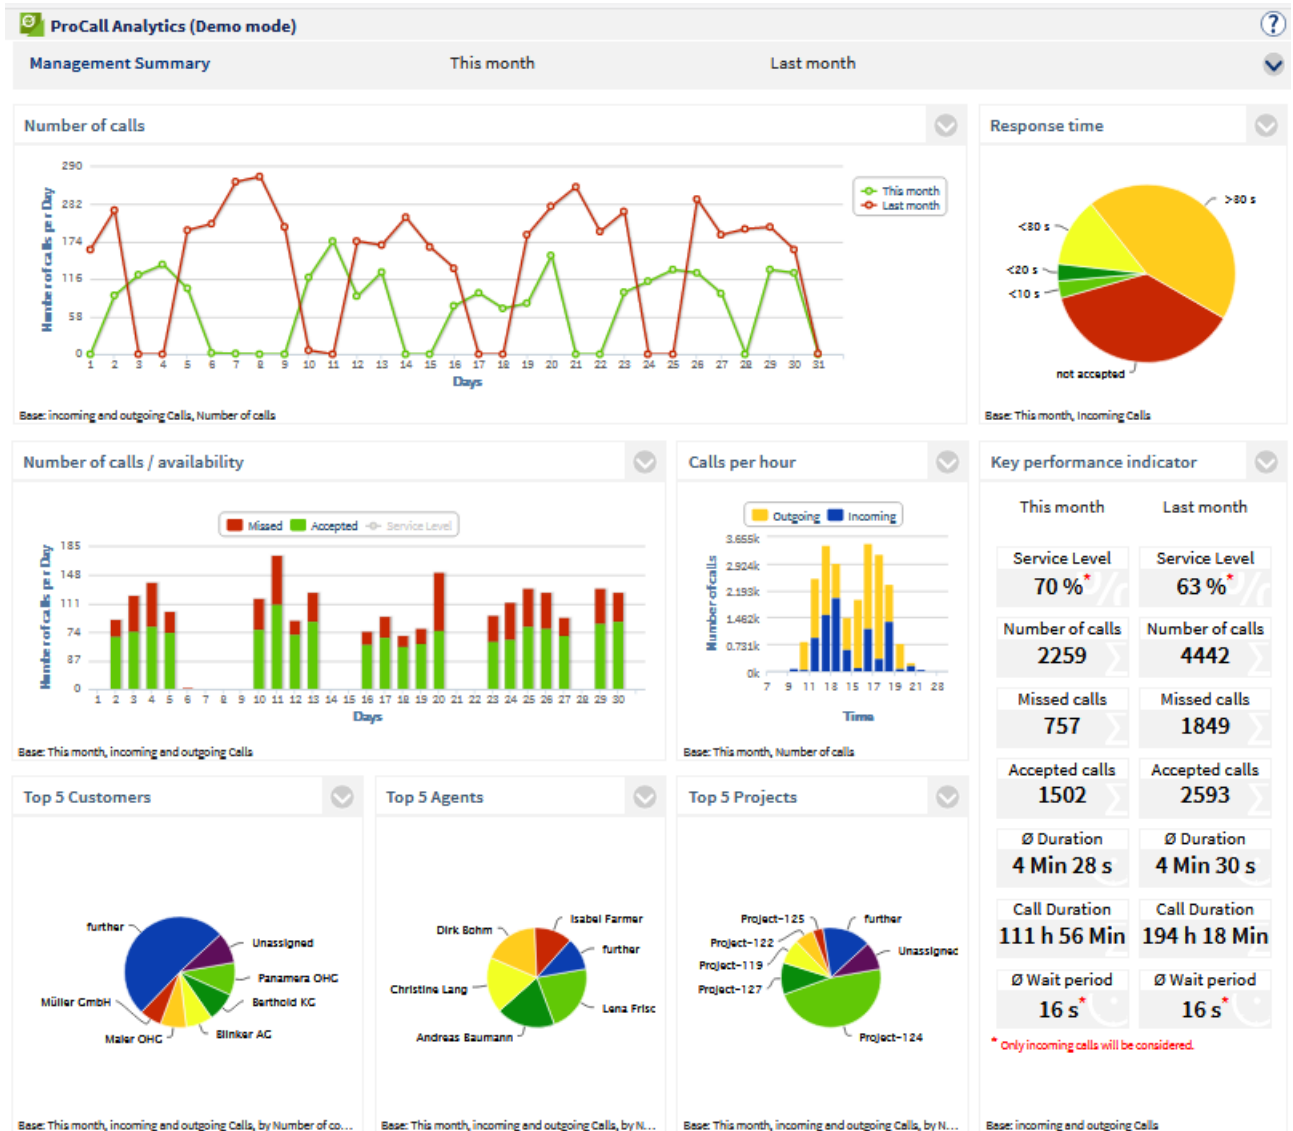 ProCall Analytics (Demo mode)
?
Management Summary This month Last month
Number of calls
290
282
174
116
58
0
Number of calls per Day
1 2 3 4 5 6 7 8 9 10 11 12 13 14 15 16 17 18 19 20 21 22 23 24 25 26 27 28 29 30 31
Days
This month
Last month
Base: incoming and outgoing Calls, Number of calls
Response time
>30 s
<30 s
<20 s
<10 s
not accepted
Base: This month, Incoming Calls
Number of calls / availability
Missed Accepted Service Level
185
148
111
74
37
0
Number of calls per Day
1 2 3 4 5 6 7 8 9 10 11 12 13 14 15 16 17 18 19 20 21 22 23 24 25 26 27 28 29 30
Days
Base: This month, incoming and outgoing Calls
Calls per hour
Outgoing Incoming
3.655k
2.924k
2.193k
1.462k
0.731k
0k
Number of calls
7 9 11 13 15 17 19 21 23
Time
Base: This month, Number of calls
Key performance indicator
This month Last month
Service Level Service Level
70 %* 63 %*
Number of calls Number of calls
2259 4442
Missed calls Missed calls
757 1849
Accepted calls Accepted calls
1502 2593
Ø Duration Ø Duration
4 Min 28 s 4 Min 30 s
Call Duration Call Duration
111 h 56 Min 194 h 18 Min
Ø Wait period Ø Wait period
16 s* 16 s*
* Only incoming calls will be considered.
Base: incoming and outgoing Calls
Top 5 Customers
further
Unassigned
Panamera OHG
Berthold KG
Blinker AG
Maier OHG
Müller GmbH
Base: This month, incoming and outgoing Calls, by Number of co...
Top 5 Agents
Isabel Farmer
further
Lena Frisc
Andreas Baumann
Christine Lang
Dirk Bohm
Base: This month, incoming and outgoing Calls, by N...
Top 5 Projects
Project-125
further
Project-122
Unassignec
Project-119
Project-127
Project-124
Base: This month, incoming and outgoing Calls, by N...